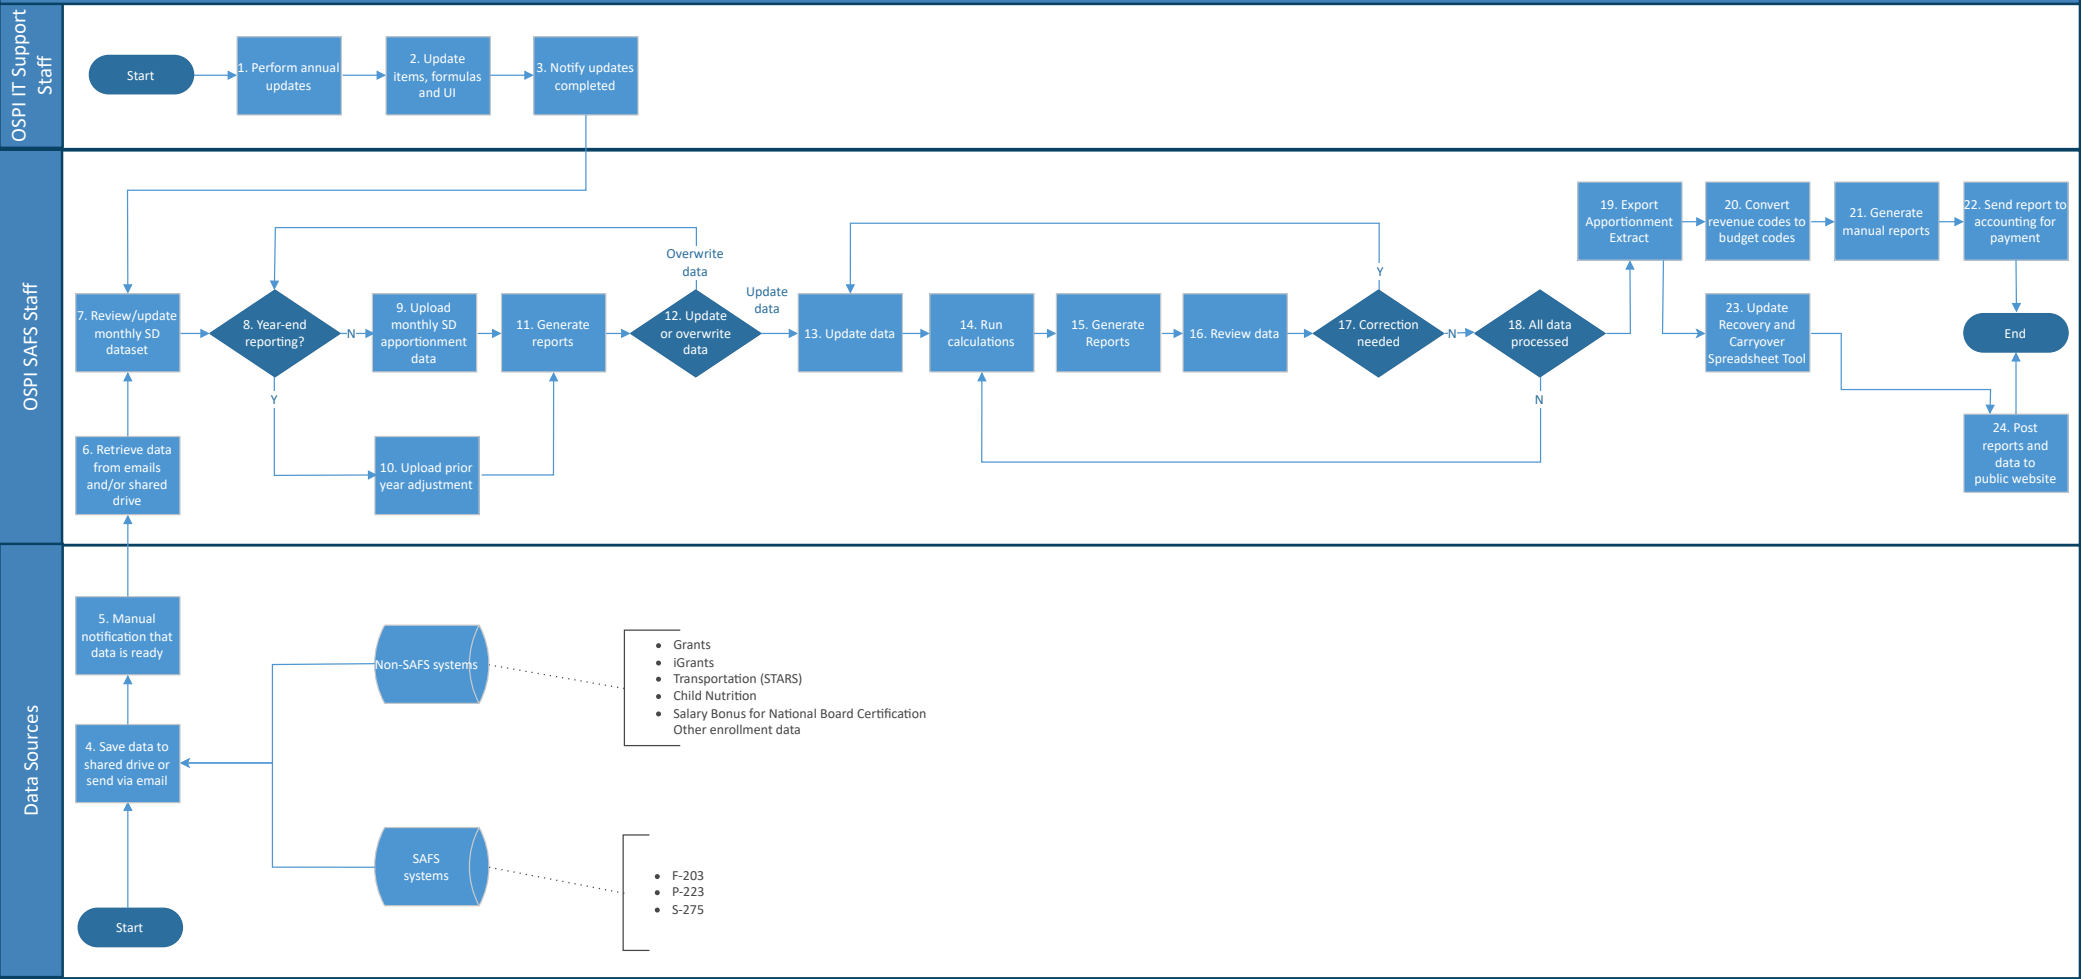 OSPI IT Support
Staff
Start
1. Perform annual
updates
2. Update
items, formulas
and UI
3. Notify updates
completed
OSPI SAFS Staff
7. Review/update
monthly SD
dataset
6. Retrieve data
from emails
and/or shared
drive
8. Year-end
reporting?
N
Y
9. Upload
monthly SD
apportionment
data
10. Upload prior
year adjustment
11. Generate
reports
12. Update
or overwrite
data
Overwrite
data
Update
data
13. Update data
14. Run
calculations
15. Generate
Reports
16. Review data
17. Correction
needed
Y
N
18. All data
processed
N
19. Export
Apportionment
Extract
20. Convert
revenue codes to
budget codes
21. Generate
manual reports
22. Send report to
accounting for
payment
23. Update
Recovery and
Carryover
Spreadsheet Tool
End
24. Post
reports and
data to
public website
Data Sources
5. Manual
notification that
data is ready
4. Save data to
shared drive or
send via email
Start
Non-SAFS systems
• Grants
• iGrants
• Transportation (STARS)
• Child Nutrition
• Salary Bonus for National Board Certification
Other enrollment data
SAFS
systems
• F-203
• P-223
• S-275